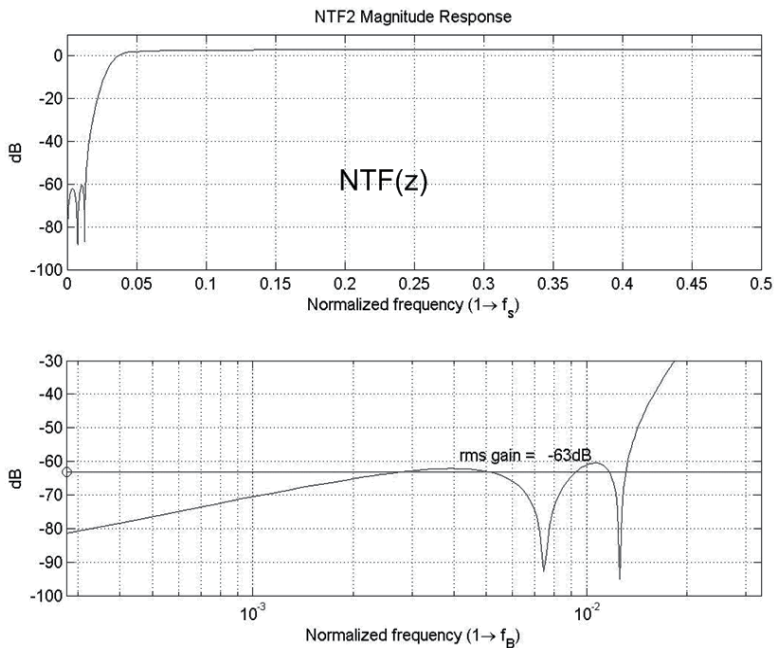 NTF2 Magnitude Response
dB
0
-20
-40
-60
-80
-100
NTF(z)
0 0.05 0.1 0.15 0.2 0.25 0.3 0.35 0.4 0.45 0.5
Normalized frequency (1→ f_s)
dB
-30
-40
-50
-60
-70
-80
-90
-100
rms gain = -63dB
10^-3 10^-2
Normalized frequency (1→ f_B)